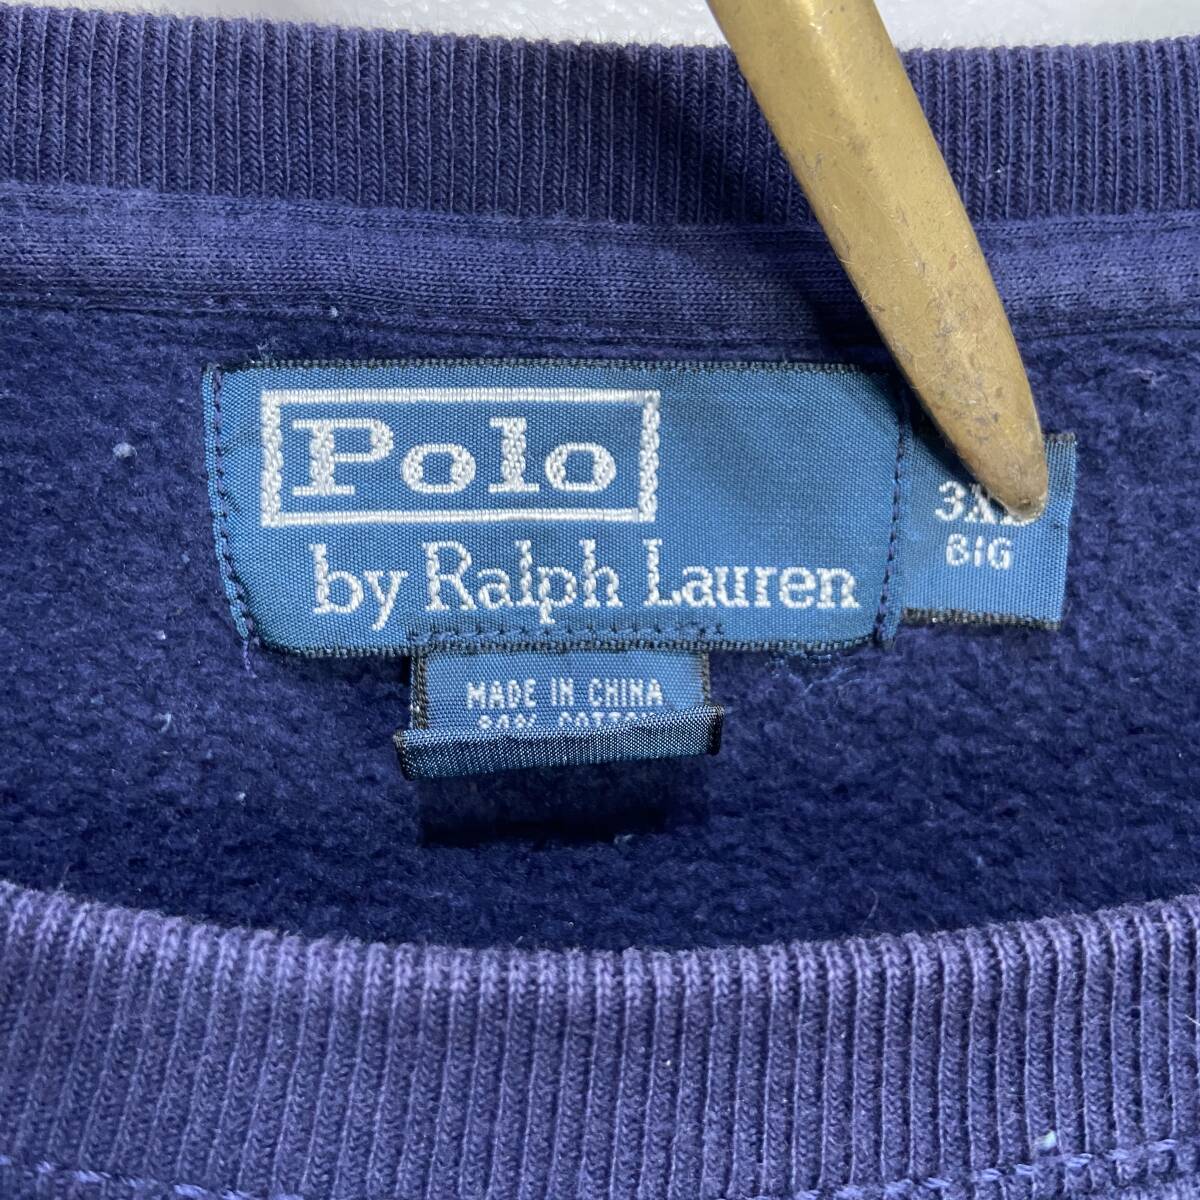 Polo
by Ralph Lauren
BIG
MADE IN CHINA